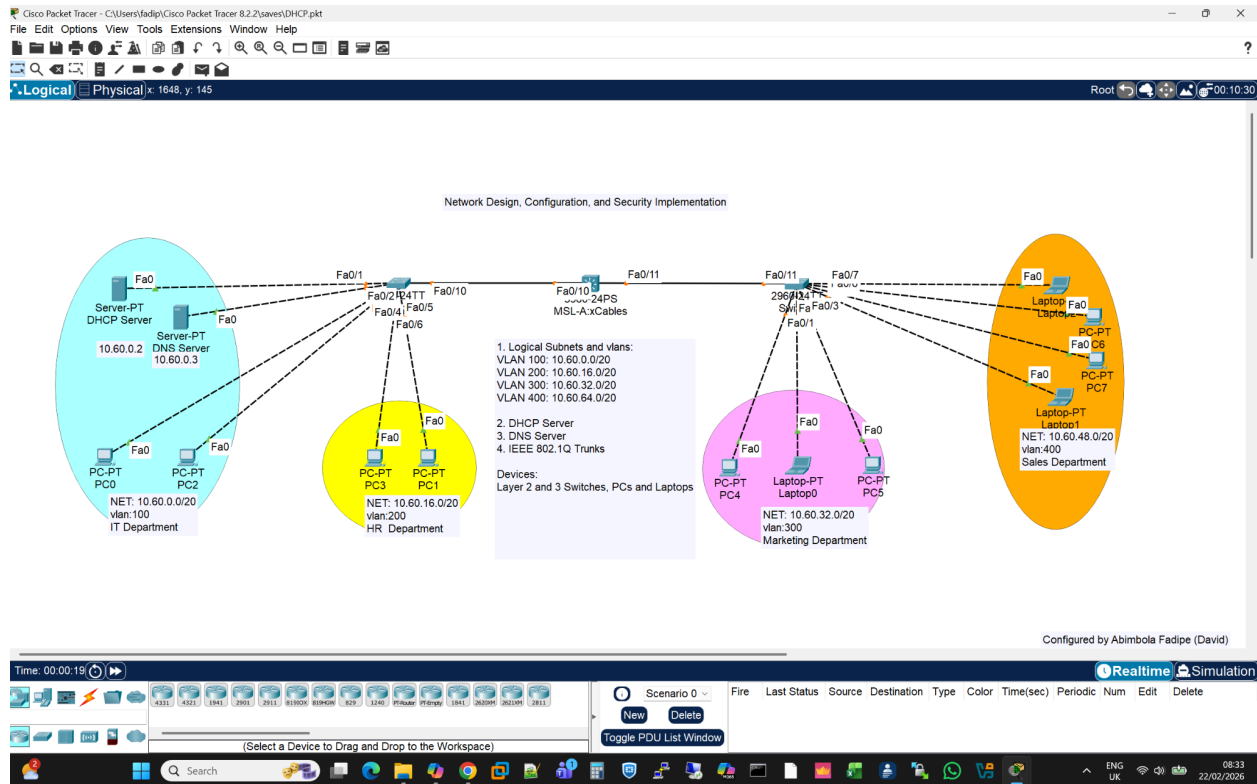 Cisco Packet Tracer - C:\Users\fadip\Cisco Packet Tracer 8.2.2\saves\DHCP.pkt
File Edit Options View Tools Extensions Window Help
?
Logical Physical x: 1648, y: 145 Root 00:10:30
Network Design, Configuration, and Security Implementation
Fa0
Server-PT
DHCP Server
10.60.0.2
Fa0
Server-PT
DNS Server
10.60.0.3
Fa0/1
Fa0/2
24TT
Fa0/10
Fa0/4
Fa0/5
Fa0/6
Fa0/10
Fa0/11
24PS
MSL-A:xCables
Fa0/11
Fa0/7
Fa0/3
Fa0/1
Fa0
PC-PT
PC0
Fa0
PC-PT
PC2
NET: 10.60.0.0/20
vlan:100
IT Department
Fa0
PC-PT
PC3
Fa0
PC-PT
PC1
NET: 10.60.16.0/20
vlan:200
HR Department
1. Logical Subnets and vlans:
VLAN 100: 10.60.0.0/20
VLAN 200: 10.60.16.0/20
VLAN 300: 10.60.32.0/20
VLAN 400: 10.60.64.0/20
2. DHCP Server
3. DNS Server
4. IEEE 802.1Q Trunks
Devices:
Layer 2 and 3 Switches, PCs and Laptops
Fa0
PC-PT
PC4
Fa0
Laptop-PT
Laptop0
Fa0
PC-PT
PC5
NET: 10.60.32.0/20
vlan:300
Marketing Department
Fa0
Laptop
Fa0
PC-PT
C6
Fa0
PC-PT
PC7
Fa0
Laptop-PT
Laptop1
NET: 10.60.48.0/20
vlan:400
Sales Department
Configured by Abimbola Fadipe (David)
Time: 00:00:19 Realtime Simulation
4331 4321 1941 2901 2911 819IOX 819HGW 829 1240 PT-Router PT-Empty 1841 2620XM 2621XM 2811
(Select a Device to Drag and Drop to the Workspace)
Scenario 0
New Delete
Toggle PDU List Window
Fire Last Status Source Destination Type Color Time(sec) Periodic Num Edit Delete
2
Search
ENG
UK
08:33
22/02/2026